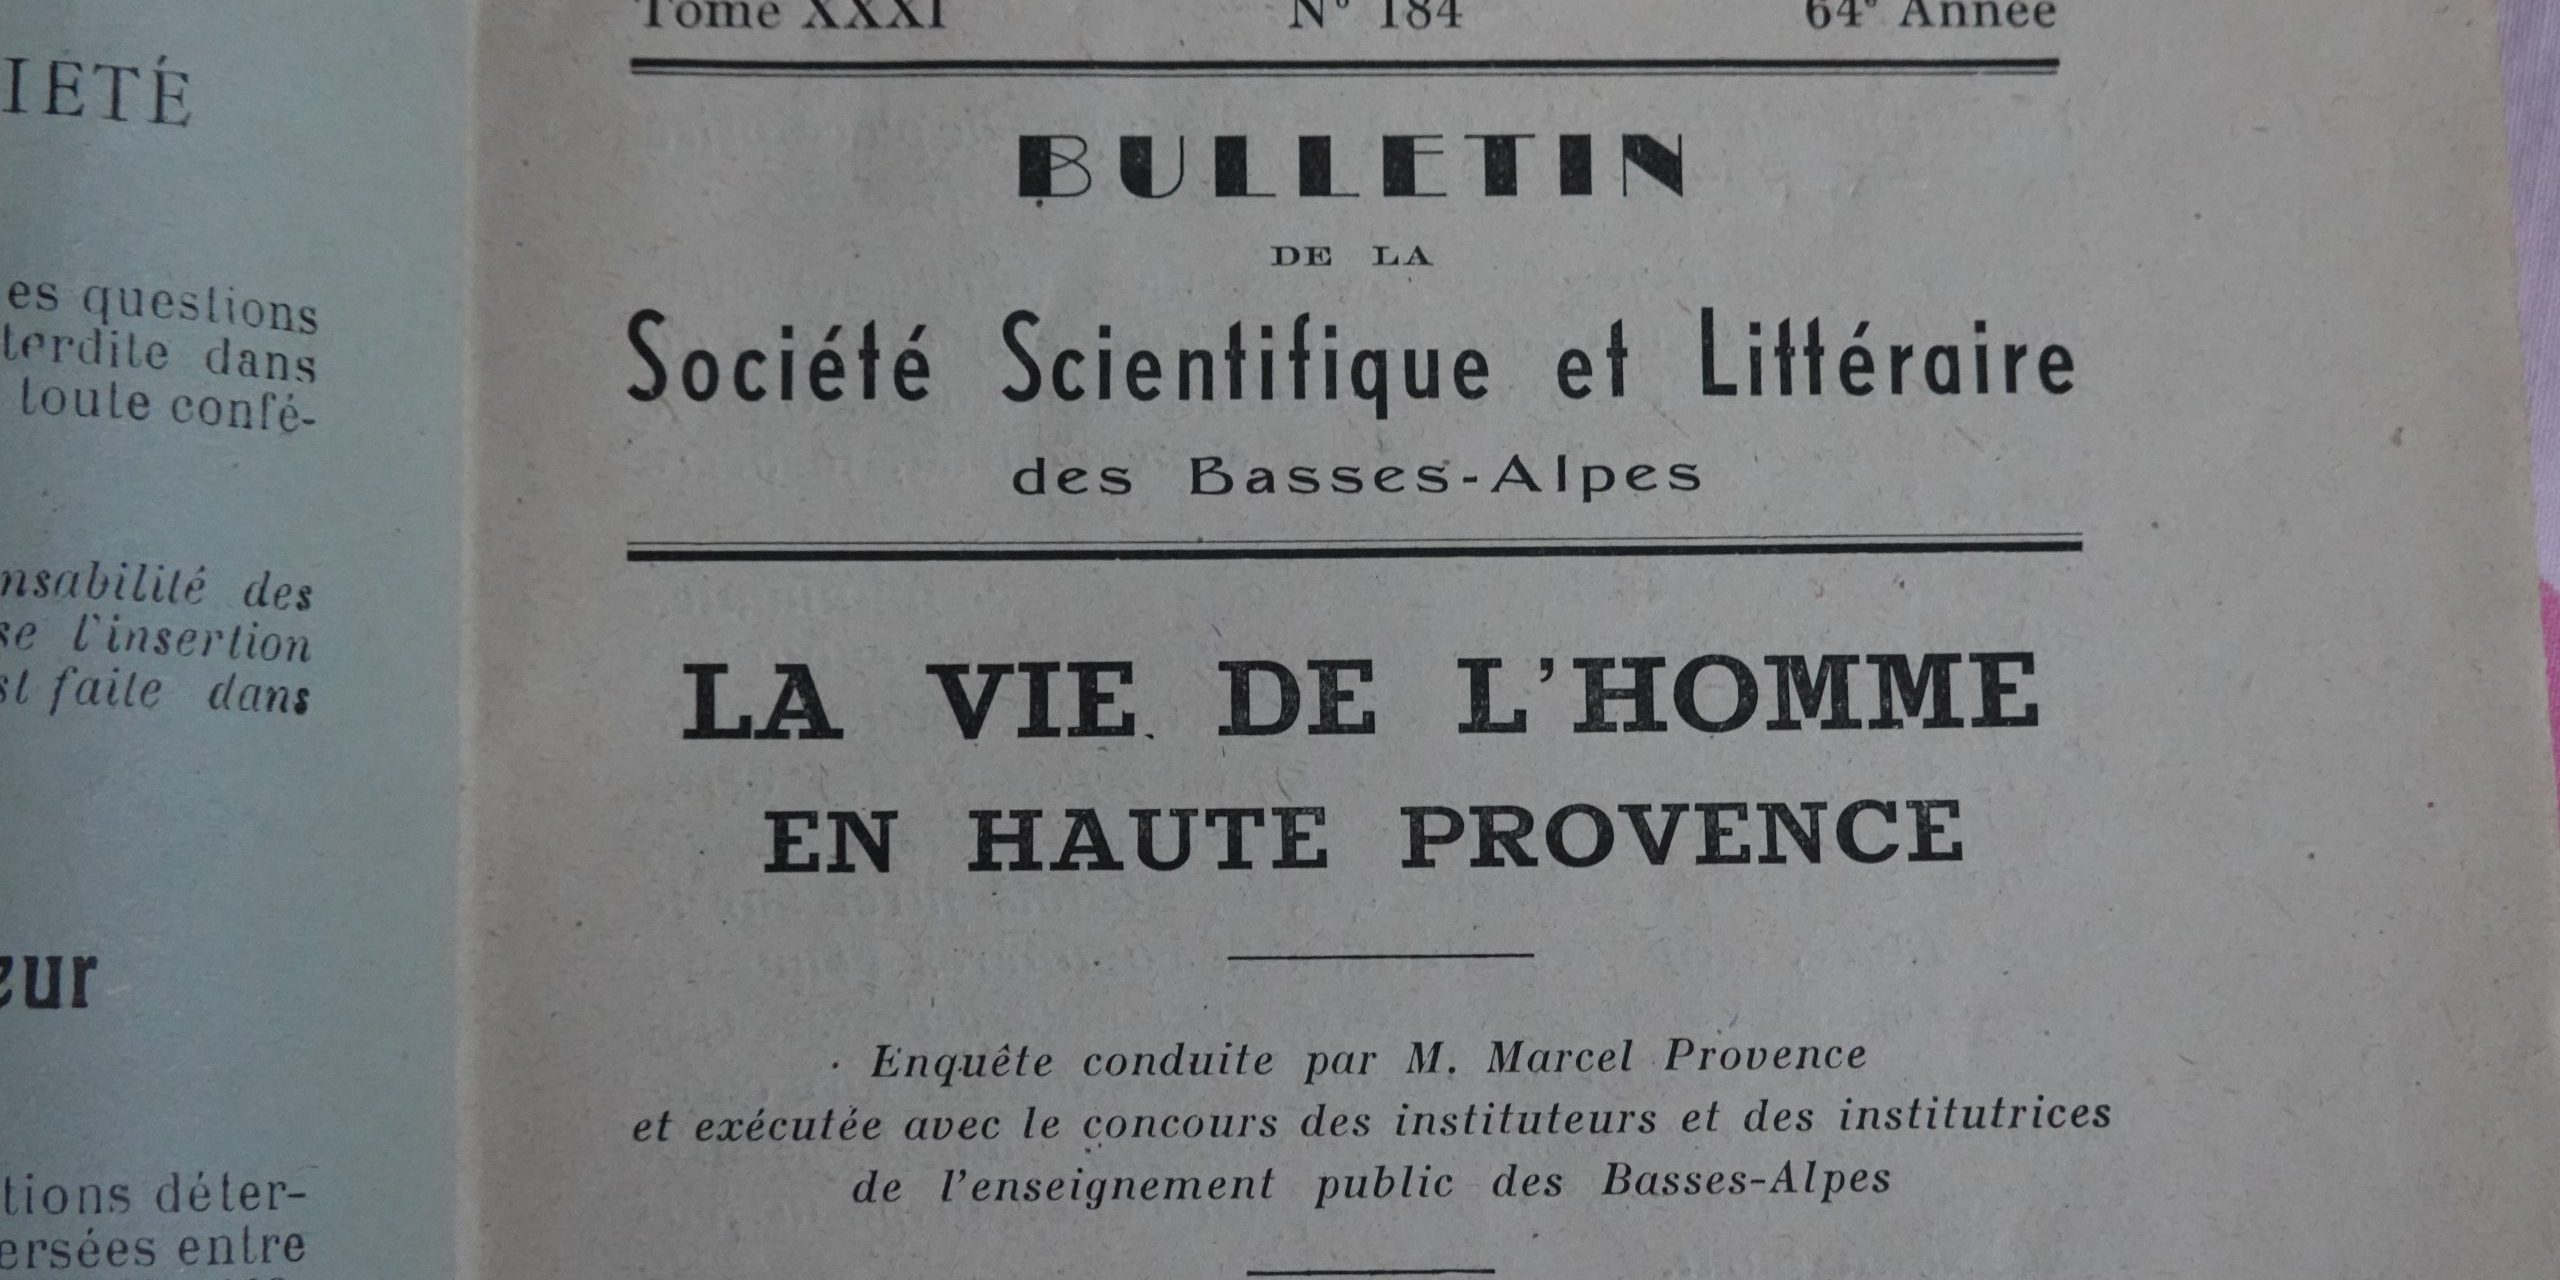 IÉTÉ
es questions
terdite dans
toute confé-
nsabilité des
se l'insertion
st faite dans
eur
tions déter-
ersées entre
Tome XXXI N° 184 64e Année
BULLETIN
DE LA
Société Scientifique et Littéraire
des Basses-Alpes
LA VIE DE L'HOMME
EN HAUTE PROVENCE
Enquête conduite par M. Marcel Provence
et exécutée avec le concours des instituteurs et des institutrices
de l'enseignement public des Basses-Alpes